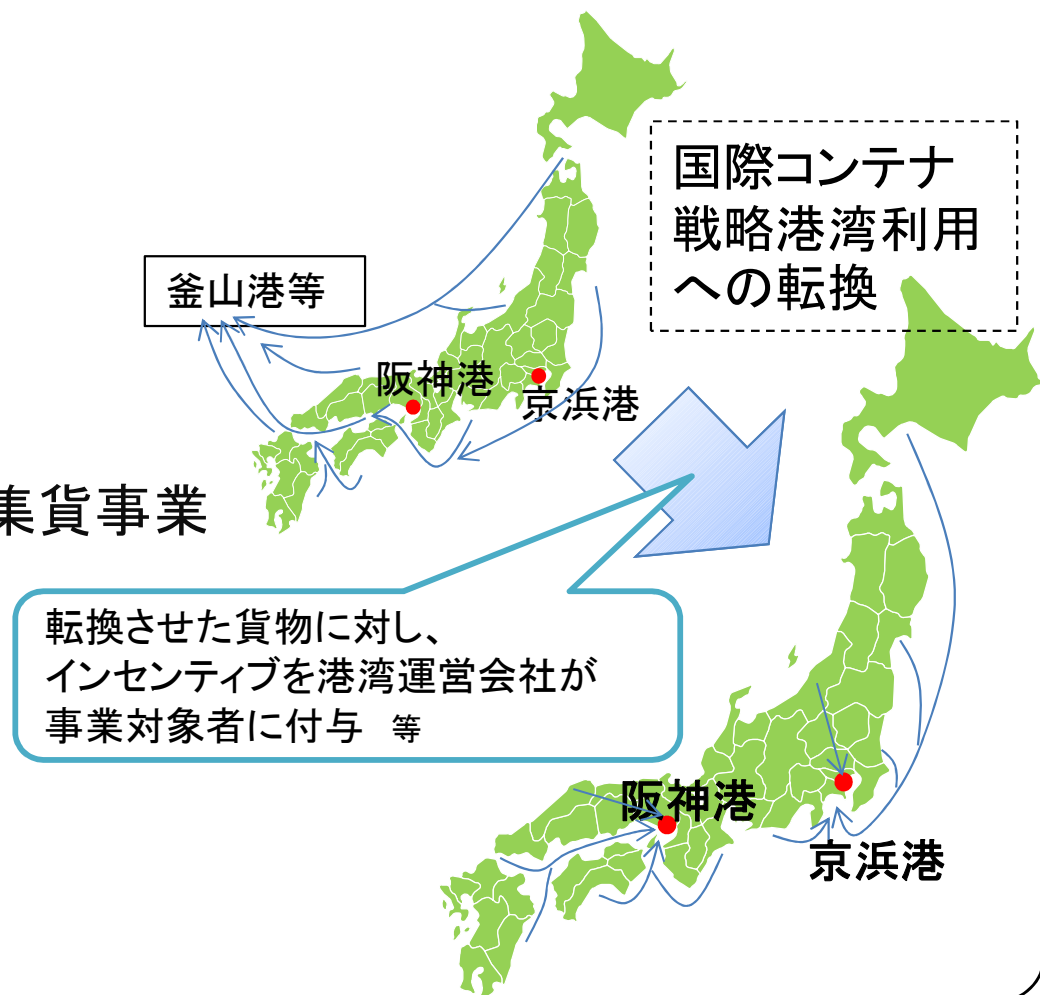 国際コンテナ
戦略港湾利用
への転換
釜山港等
阪神港
京浜港
集貨事業
転換させた貨物に対し、
インセンティブを港湾運営会社が
事業対象者に付与 等
阪神港
京浜港